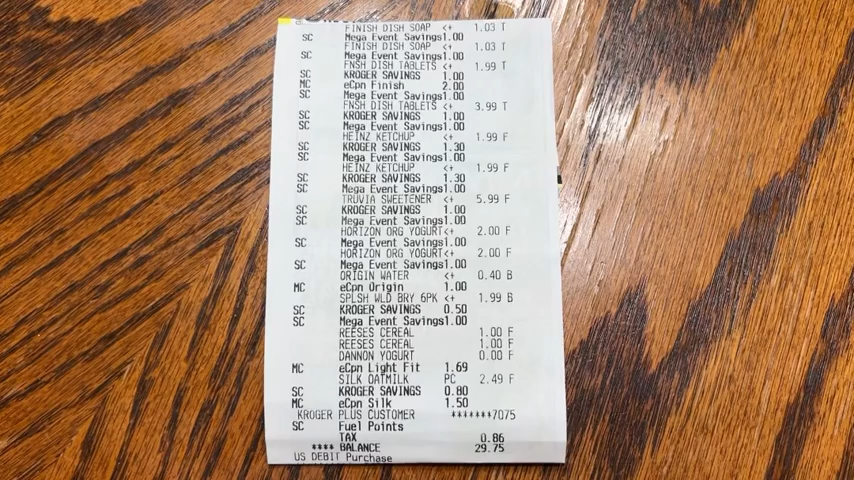 FINISH DISH SOAP <+ 1.03 T
SC Mega Event Savings1.00
FINISH DISH SOAP <+ 1.03 T
SC Mega Event Savings1.00
FNSH DISH TABLETS <+ 1.99 T
SC KROGER SAVINGS 1.00
MC eCpn Finish 2.00
SC Mega Event Savings1.00
FNSH DISH TABLETS <+ 3.99 T
SC KROGER SAVINGS 1.00
SC Mega Event Savings1.00
HEINZ KETCHUP <+ 1.99 F
SC KROGER SAVINGS 1.30
SC Mega Event Savings1.00
HEINZ KETCHUP <+ 1.99 F
SC KROGER SAVINGS 1.30
SC Mega Event Savings1.00
TRUVIA SWEETENER <+ 5.99 F
SC KROGER SAVINGS 1.00
SC Mega Event Savings1.00
HORIZON ORG YOGURT<+ 2.00 F
SC Mega Event Savings1.00
HORIZON ORG YOGURT<+ 2.00 F
SC Mega Event Savings1.00
ORIGIN WATER <+ 0.40 B
MC eCpn Origin 1.00
SPLSH WLD BRY 6PK <+ 1.99 B
SC KROGER SAVINGS 0.50
SC Mega Event Savings1.00
REESES CEREAL 1.00 F
REESES CEREAL 1.00 F
DANNON YOGURT 0.00 F
MC eCpn Light Fit 1.69
SILK OATMILK PC 2.49 F
SC KROGER SAVINGS 0.80
MC eCpn Silk 1.50
KROGER PLUS CUSTOMER *******7075
SC Fuel Points
TAX 0.86
**** BALANCE 29.75
US DEBIT Purchase